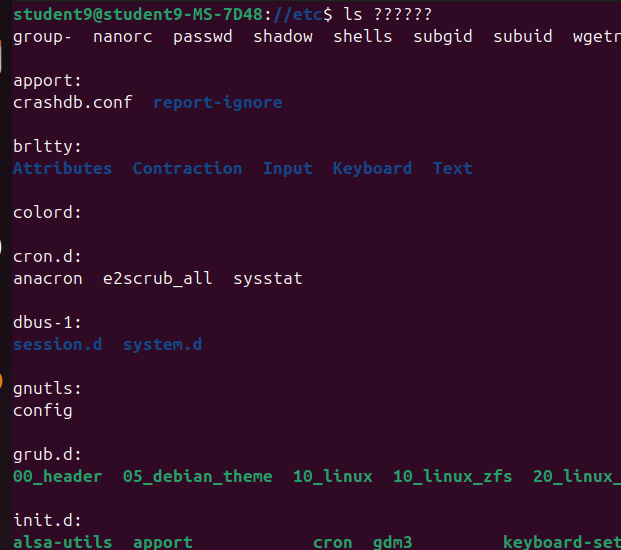 student9@student9-MS-7D48://etc$ ls ??????
group-  nanorc  passwd  shadow  shells  subgid  subuid  wgetr
apport:
crashdb.conf  report-ignore
brltty:
Attributes  Contraction  Input  Keyboard  Text
colord:
cron.d:
anacron  e2scrub_all  sysstat
dbus-1:
session.d  system.d
gnutls:
config
grub.d:
00_header  05_debian_theme  10_linux  10_linux_zfs  20_linux_
init.d:
alsa-utils  apport            cron  gdm3         keyboard-set